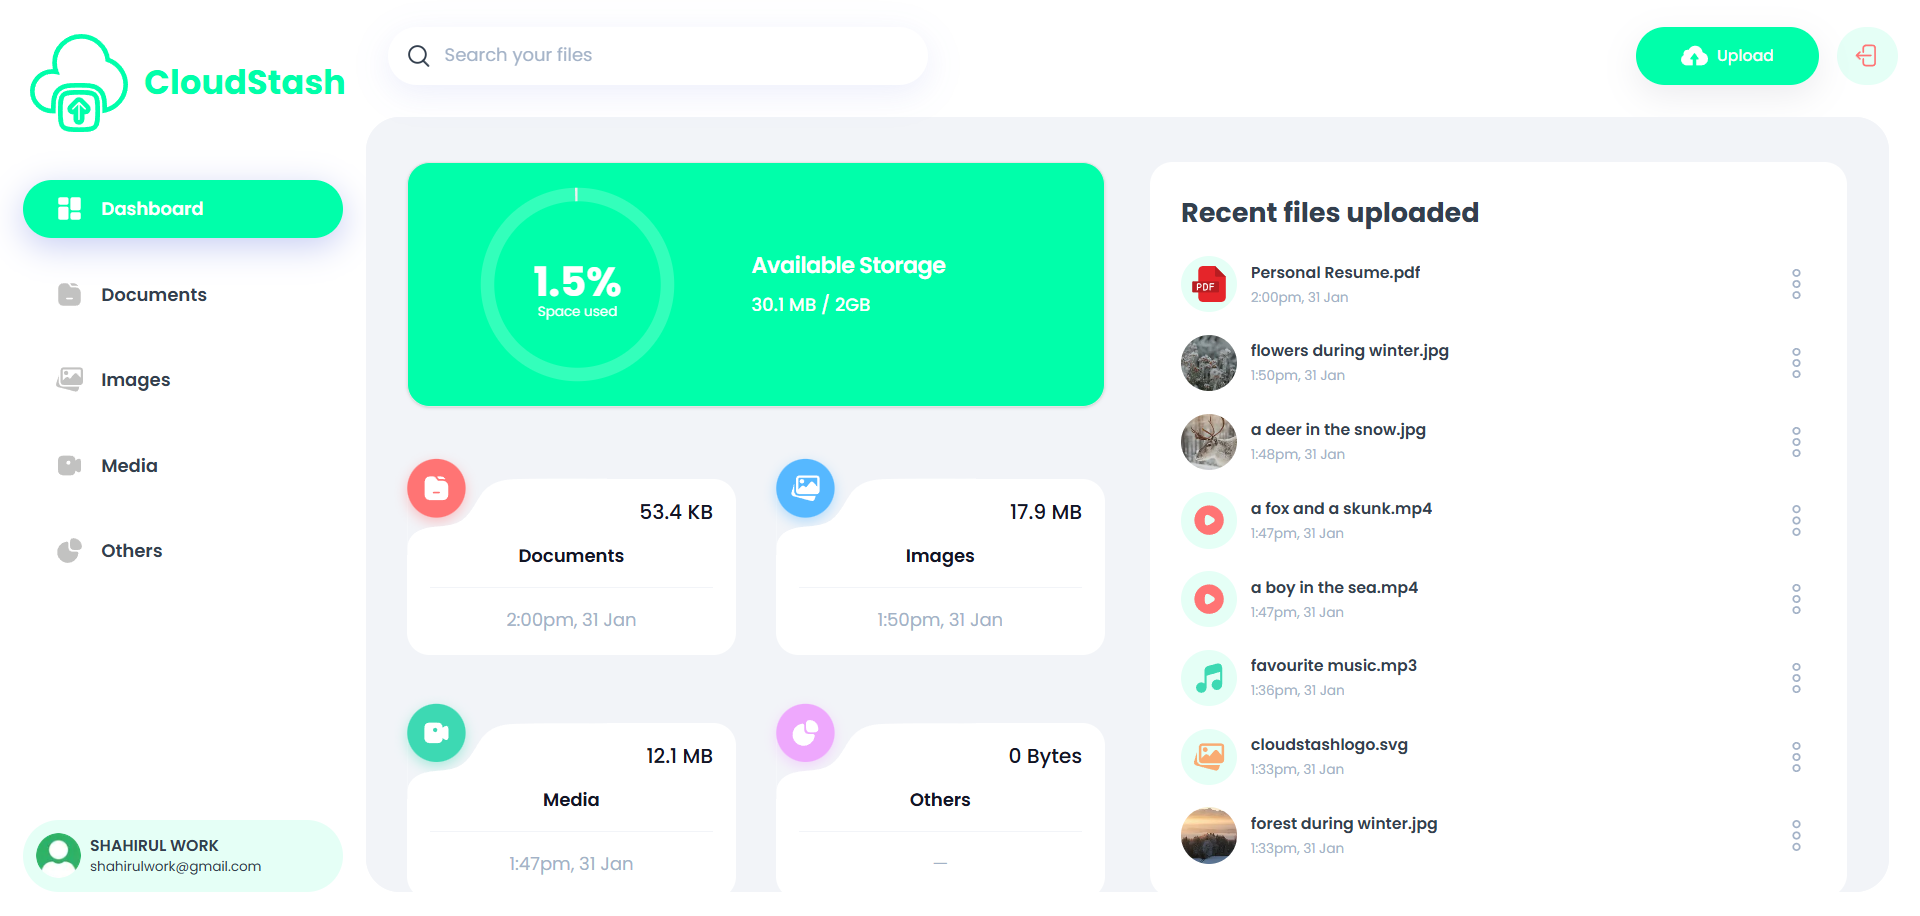 CloudStash
Search your files
Upload
Dashboard
Documents
Images
Media
Others
SHAHIRUL WORK
shahirulwork@gmail.com
1.5%
Space used
Available Storage
30.1 MB / 2GB
53.4 KB
Documents
2:00pm, 31 Jan
17.9 MB
Images
1:50pm, 31 Jan
12.1 MB
Media
1:47pm, 31 Jan
0 Bytes
Others
—
Recent files uploaded
PDF
Personal Resume.pdf
2:00pm, 31 Jan
flowers during winter.jpg
1:50pm, 31 Jan
a deer in the snow.jpg
1:48pm, 31 Jan
a fox and a skunk.mp4
1:47pm, 31 Jan
a boy in the sea.mp4
1:47pm, 31 Jan
favourite music.mp3
1:36pm, 31 Jan
cloudstashlogo.svg
1:33pm, 31 Jan
forest during winter.jpg
1:33pm, 31 Jan